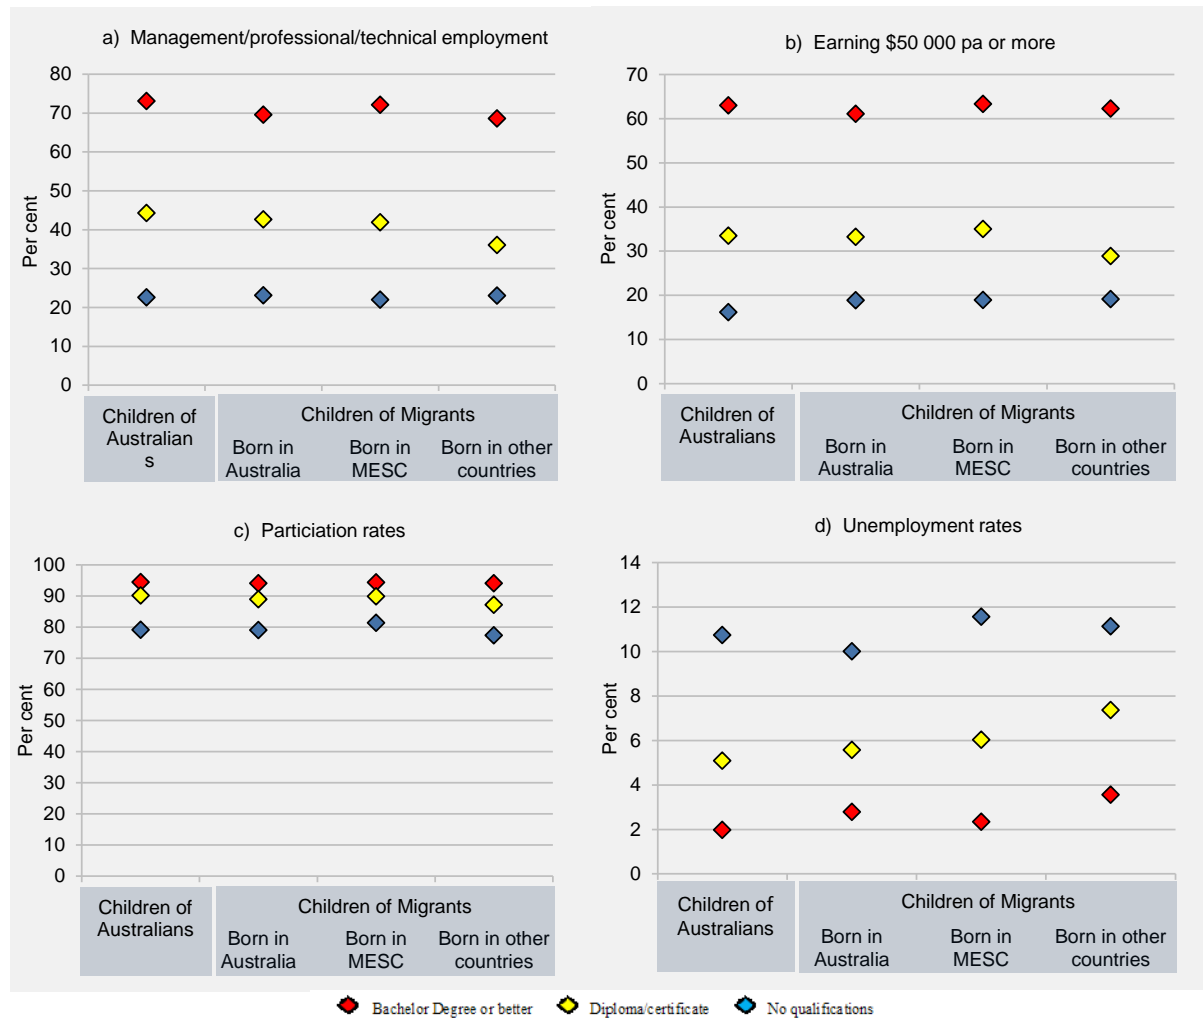 a) Management/professional/technical employment
80
70
60
50
40
30
20
10
0
Per cent
Children of
Australian
s
Children of Migrants
Born in
Australia
Born in
MESC
Born in other
countries
b) Earning $50 000 pa or more
70
60
50
40
30
20
10
0
Per cent
Children of
Australians
Children of Migrants
Born in
Australia
Born in
MESC
Born in other
countries
c) Particiation rates
100
90
80
70
60
50
40
30
20
10
0
Per cent
Children of
Australians
Children of Migrants
Born in
Australia
Born in
MESC
Born in other
countries
d) Unemployment rates
14
12
10
8
6
4
2
0
Per cent
Children of
Australians
Children of Migrants
Born in
Australia
Born in
MESC
Born in other
countries
Bachelor Degree or better Diploma/certificate No qualifications